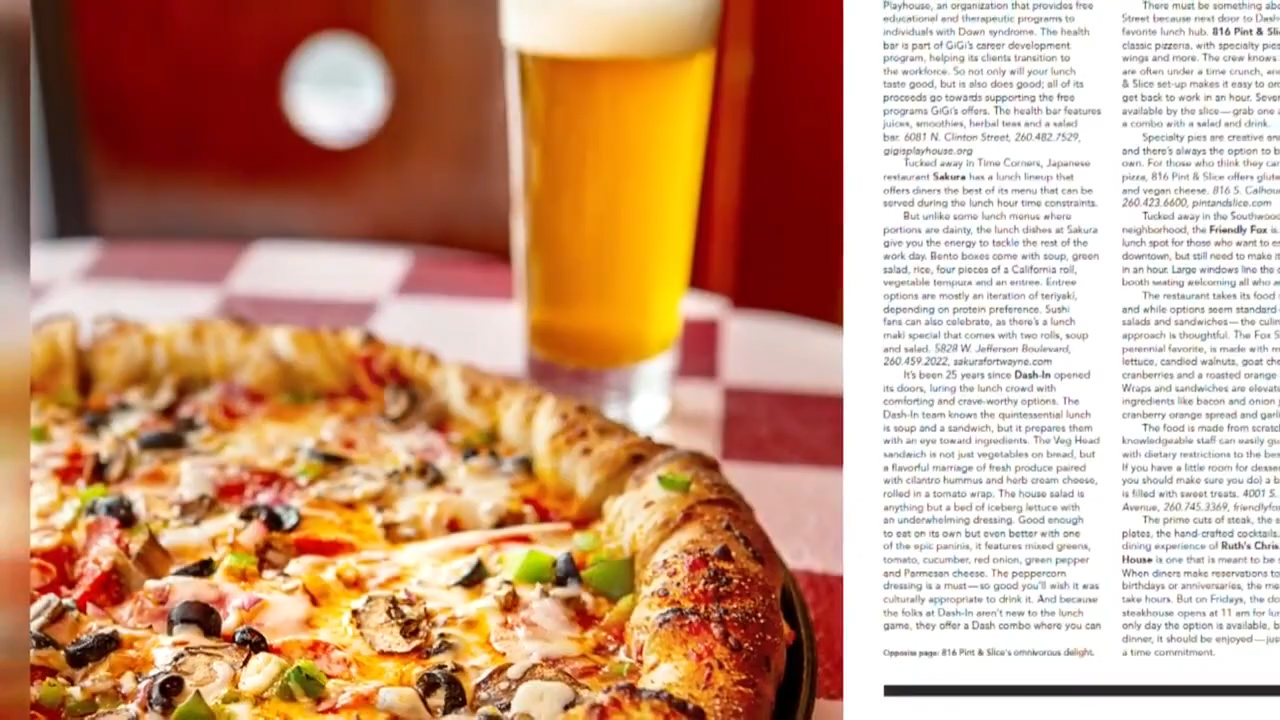 Playhouse, an organization that provides free
educational and therapeutic programs to
individuals with Down syndrome. The health
bar is part of GiGi's career development
program, helping its clients transition to
the workforce. So not only will your lunch
taste good, but is also does good; all of its
proceeds go towards supporting the free
programs GiGi's offers. The health bar features
juices, smoothies, herbal teas and a salad
bar. 6081 N. Clinton Street, 260.482.7529,
gigisplayhouse.org
Tucked away in Time Corners, Japanese
restaurant Sakura has a lunch lineup that
offers diners the best of its menu that can be
served during the lunch hour time constraints.
But unlike some lunch menus where
portions are dainty, the lunch dishes at Sakura
give you the energy to tackle the rest of the
work day. Bento boxes come with soup, green
salad, rice, four pieces of a California roll,
vegetable tempura and an entree. Entree
options are mostly an iteration of teriyaki,
depending on protein preference. Sushi
fans can also celebrate, as there's a lunch
maki special that comes with two rolls, soup
and salad. 5828 W. Jefferson Boulevard,
260.459.2022, sakurafortwayne.com
It's been 25 years since Dash-In opened
its doors, luring the lunch crowd with
comforting and crave-worthy options. The
Dash-In team knows the quintessential lunch
is soup and a sandwich, but it prepares them
with an eye toward ingredients. The Veg Head
sandwich is not just vegetables on bread, but
a flavorful marriage of fresh produce paired
with cilantro hummus and herb cream cheese,
rolled in a tomato wrap. The house salad is
anything but a bed of iceberg lettuce with
an underwhelming dressing. Good enough
to eat on its own but even better with one
of the epic paninis, it features mixed greens,
tomato, cucumber, red onion, green pepper
and Parmesan cheese. The peppercorn
dressing is a must—so good you'll wish it was
culturally appropriate to drink it. And because
the folks at Dash-In aren't new to the lunch
game, they offer a Dash combo where you can
Opposite page: 816 Pint & Slice's omnivorous delight.
There must be something abo
Street because next door to Dash-
favorite lunch hub. 816 Pint & Slic
classic pizzeria, with specialty pies
wings and more. The crew knows
are often under a time crunch, an
& Slice set-up makes it easy to or
get back to work in an hour. Seve
available by the slice—grab one a
a combo with a salad and drink.
Specialty pies are creative an
and there's always the option to b
own. For those who think they can
pizza, 816 Pint & Slice offers glut
and vegan cheese. 816 S. Calhou
260.423.6600, pintandslice.com
Tucked away in the Southwood
neighborhood, the Friendly Fox is
lunch spot for those who want to es
downtown, but still need to make it
in an hour. Large windows line the
booth seating welcoming all who a
The restaurant takes its food
and while options seem standard
salads and sandwiches—the culin
approach is thoughtful. The Fox S
perennial favorite, is made with m
lettuce, candied walnuts, goat che
cranberries and a roasted orange
Wraps and sandwiches are elevate
ingredients like bacon and onion j
cranberry orange spread and garl
The food is made from scratch
knowledgeable staff can easily gu
with dietary restrictions to the bes
If you have a little room for desse
you should make sure you do) a b
is filled with sweet treats. 4001 S.
Avenue, 260.745.3369, friendlyfo
The prime cuts of steak, the s
plates, the hand-crafted cocktails.
dining experience of Ruth's Chris
House is one that is meant to be s
When diners make reservations to
birthdays or anniversaries, the me
take hours. But on Fridays, the clo
steakhouse opens at 11 am for lun
only day the option is available, b
dinner, it should be enjoyed—jus
a time commitment.